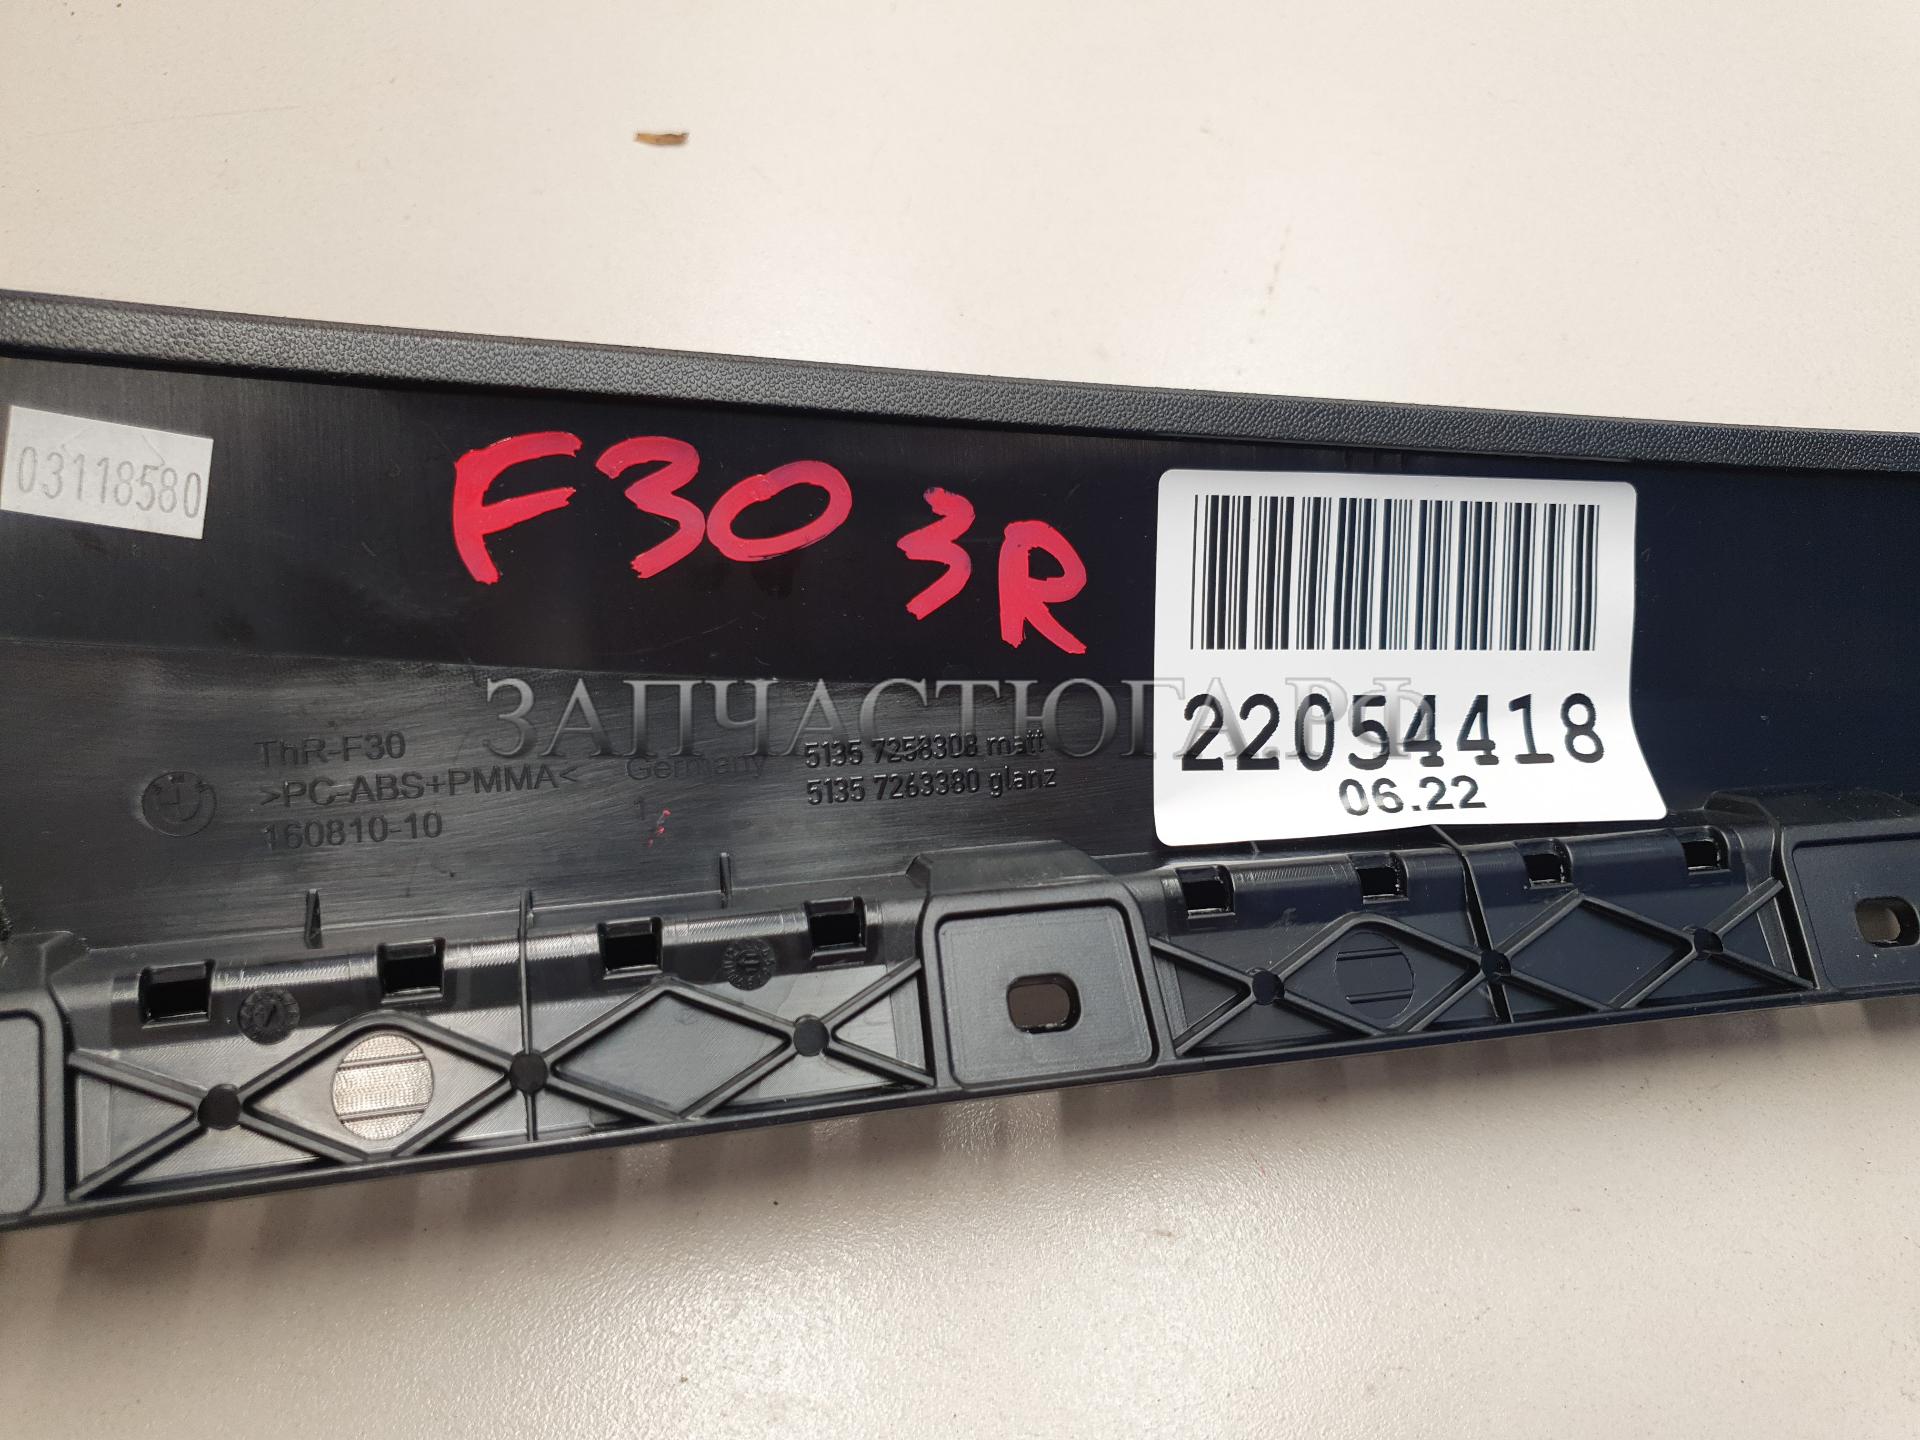 03118580
F30 3R
22054418
06.22
ЗАПЧАСТЮГА.РФ
ThR-F30
>PC-ABS+PMMA<
160810-10
Germany
1
5135 7258308 matt
5135 7263380 glanz